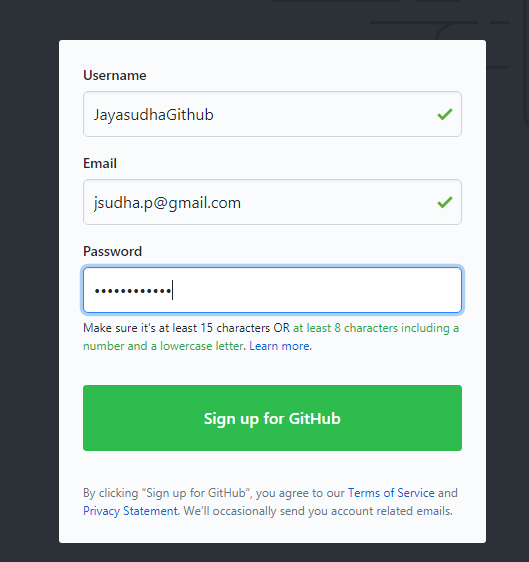 Username
JayasudhaGithub
Email
jsudha.p@gmail.com
Password
••••••••••••
Make sure it's at least 15 characters OR at least 8 characters including a
number and a lowercase letter. Learn more.
Sign up for GitHub
By clicking “Sign up for GitHub”, you agree to our Terms of Service and
Privacy Statement. We’ll occasionally send you account related emails.